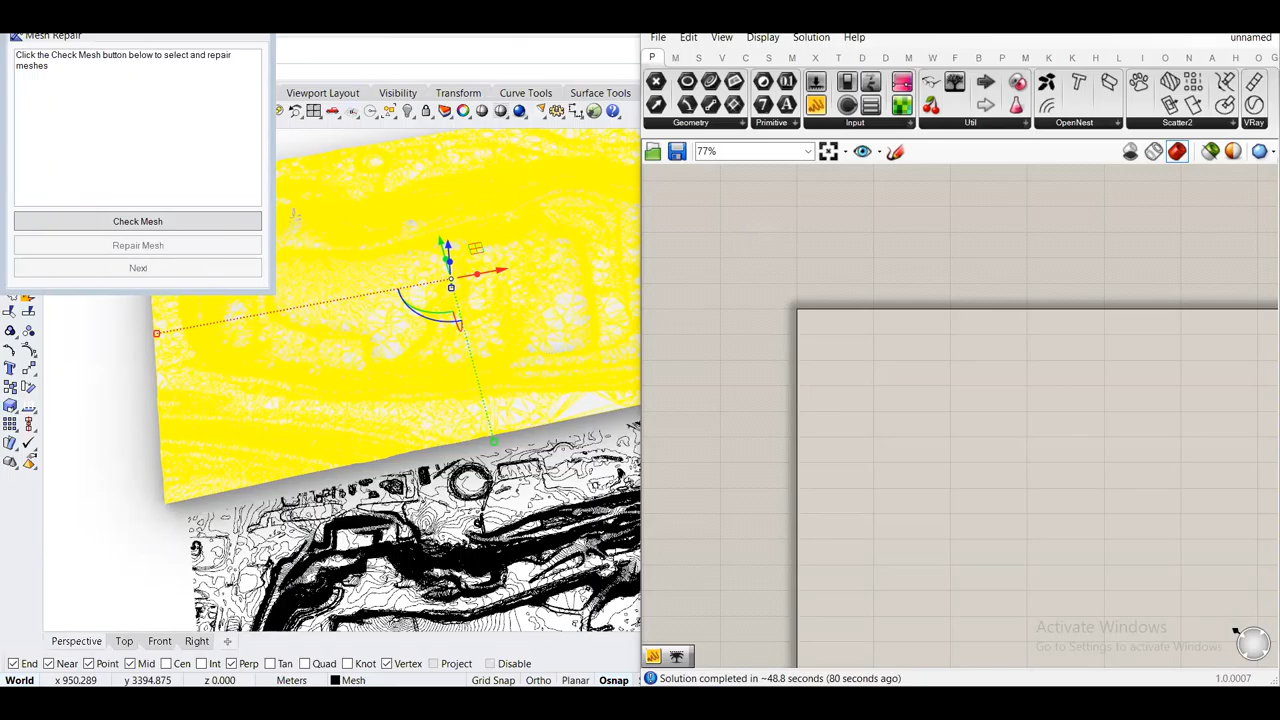 Mesh Repair
Click the Check Mesh button below to select and repair
meshes
Check Mesh
Repair Mesh
Next
Viewport Layout Visibility Transform Curve Tools Surface Tools
Perspective Top Front Right
End Near Point Mid Cen Int Perp Tan Quad Knot Vertex Project Disable
World x 950.289 y 3394.875 z 0.000 Meters Mesh Grid Snap Ortho Planar Osnap
File Edit View Display Solution Help unnamed
P M S V C S M I X T D W K B F P L H S N A H O G
Geometry Primitive Input Util OpenNest Scatter2 VRay
77%
Activate Windows
Go to Settings to activate Windows.
Solution completed in ~48.8 seconds (80 seconds ago) 1.0.0007